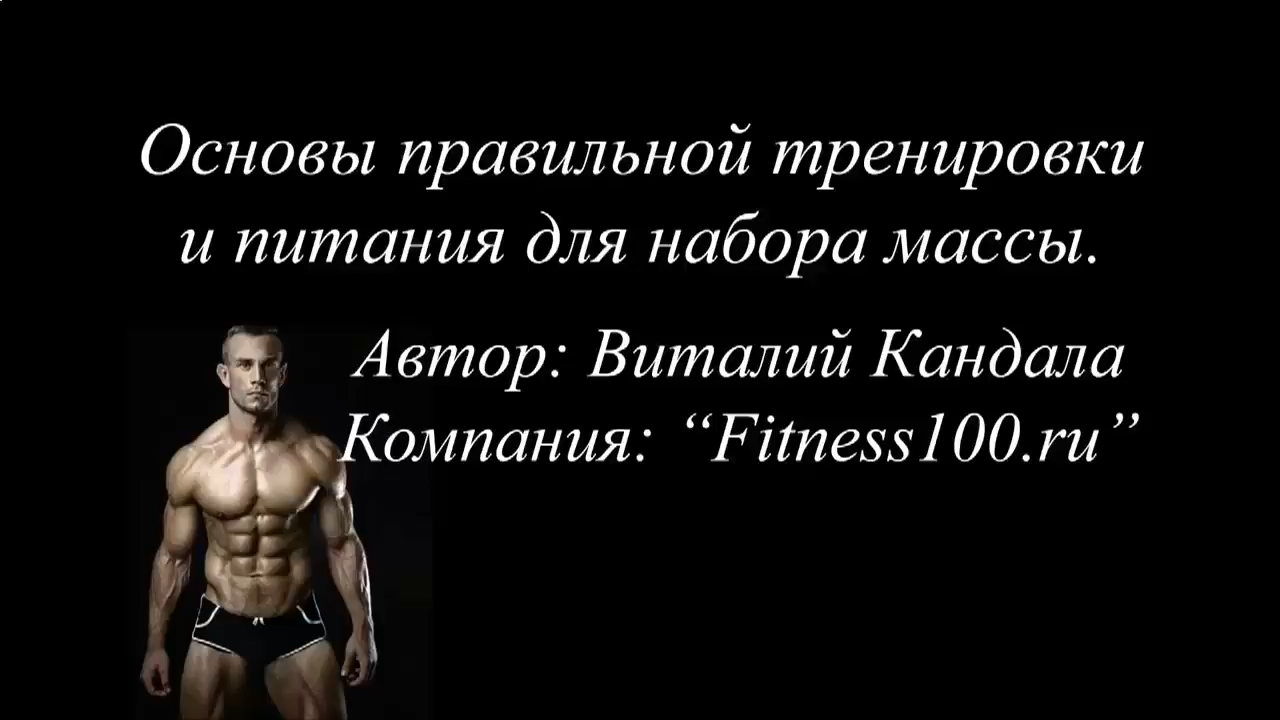 Основы правильной тренировки
и питания для набора массы.
Автор: Виталий Кандала
Компания: “Fitness100.ru”